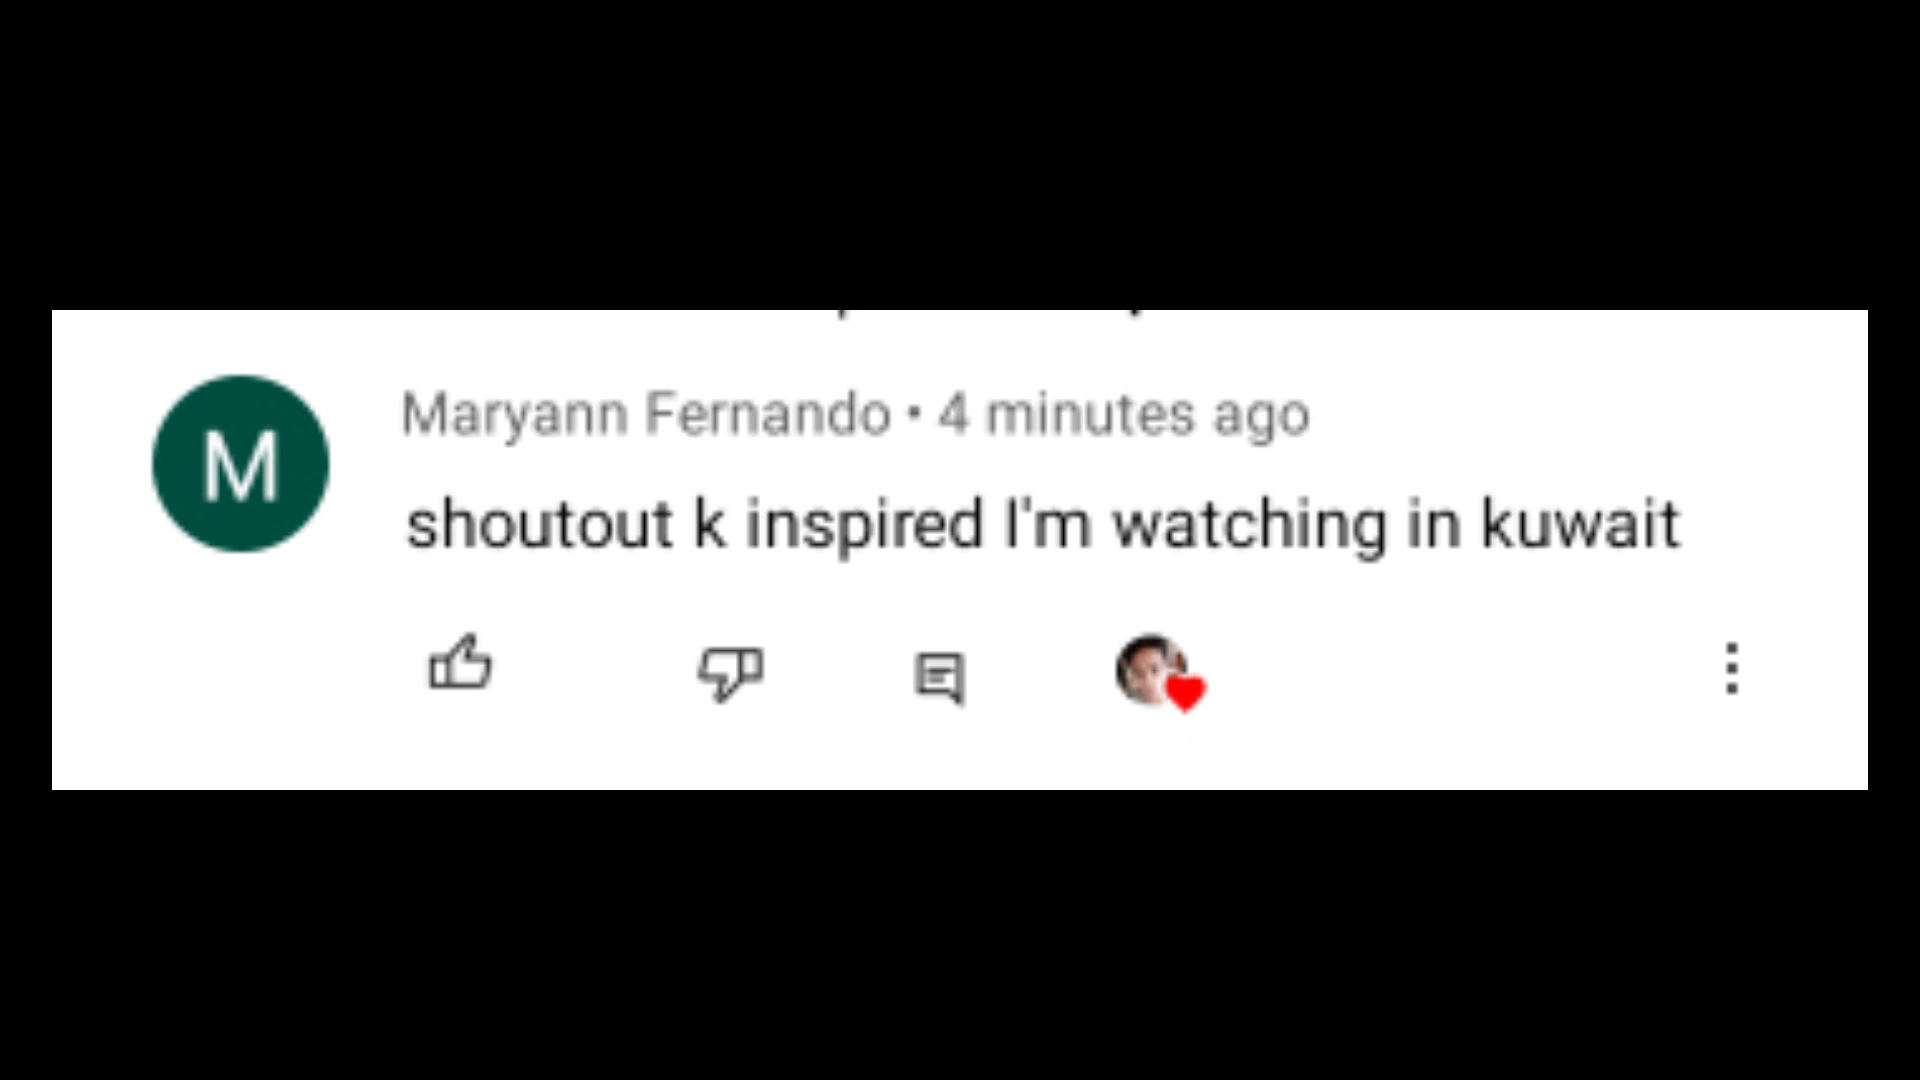 Maryann Fernando • 4 minutes ago
M
shoutout k inspired I'm watching in kuwait